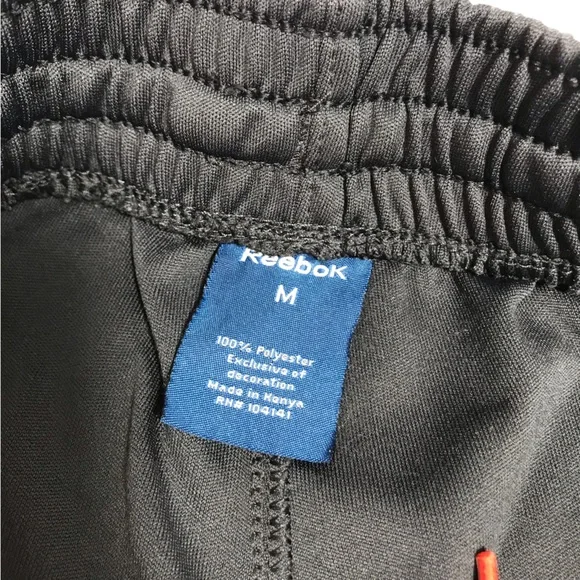 Reebok
M
100% Polyester
Exclusive of
decoration
Made in Kenya
RN# 104141